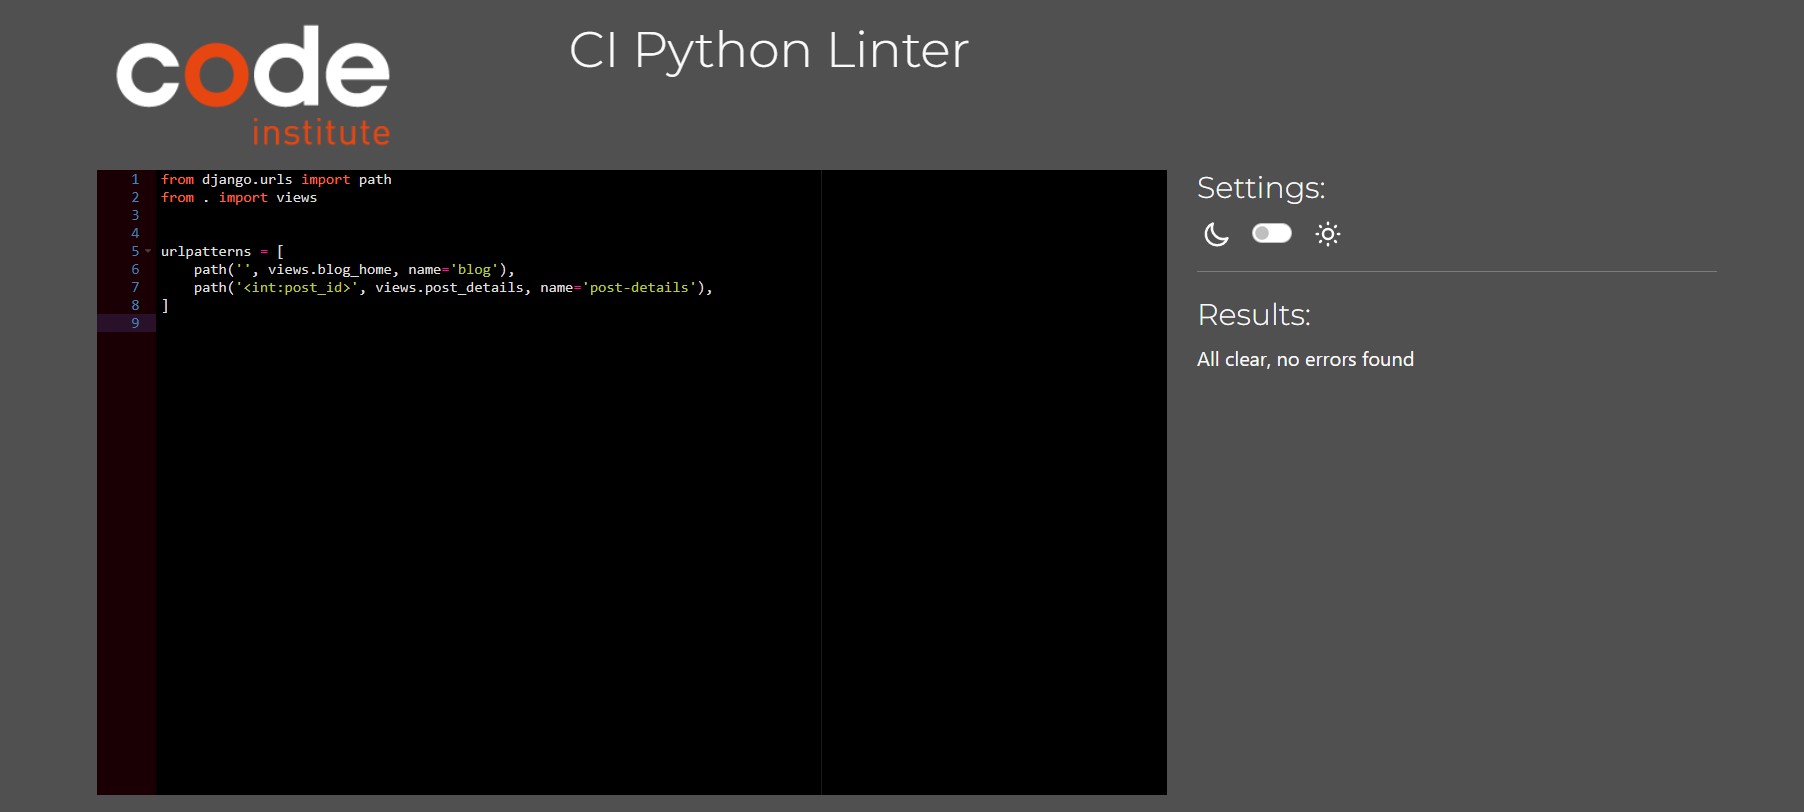 code
institute
CI Python Linter
1 from django.urls import path
2 from . import views
3
4
5 urlpatterns = [
6     path('', views.blog_home, name='blog'),
7     path('<int:post_id>', views.post_details, name='post-details'),
8 ]
9
Settings:
Results:
All clear, no errors found